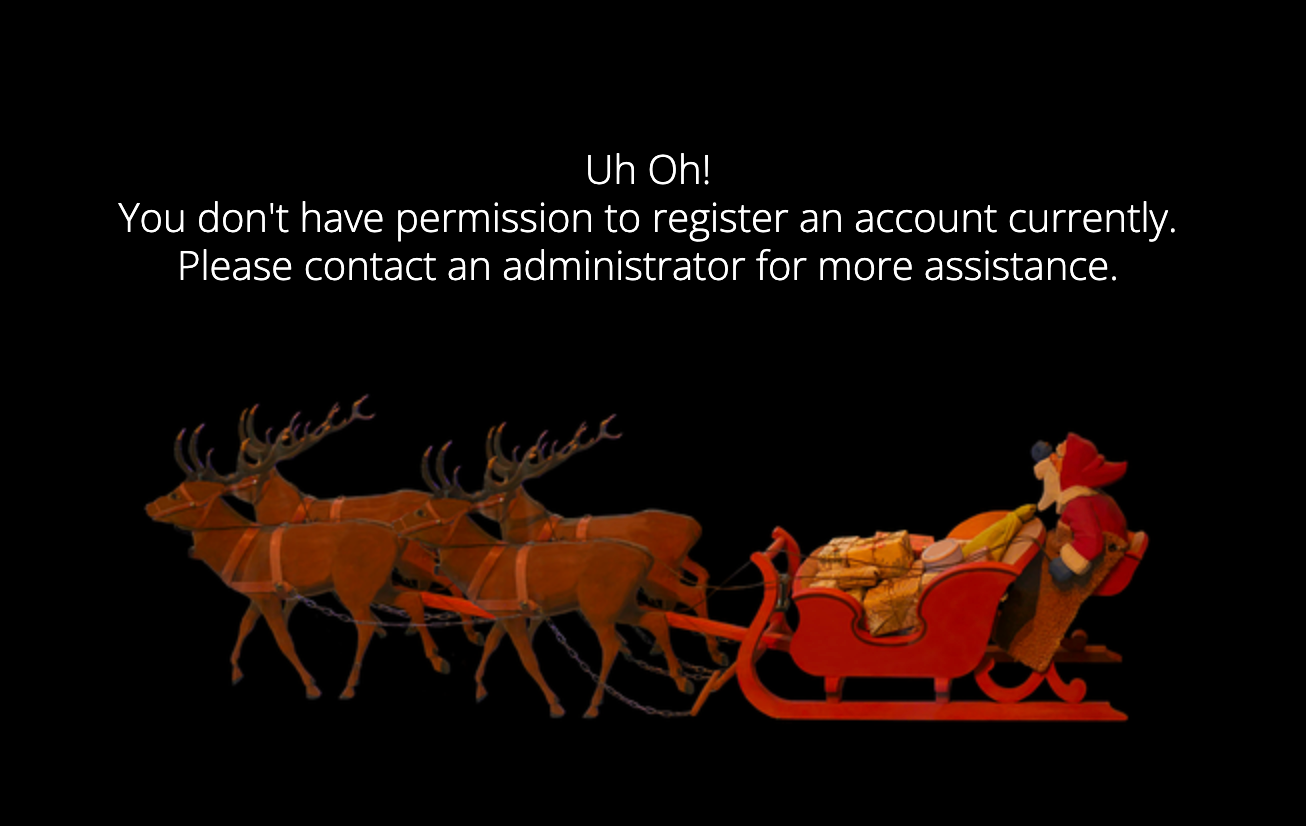 Uh Oh!
You don't have permission to register an account currently.
Please contact an administrator for more assistance.